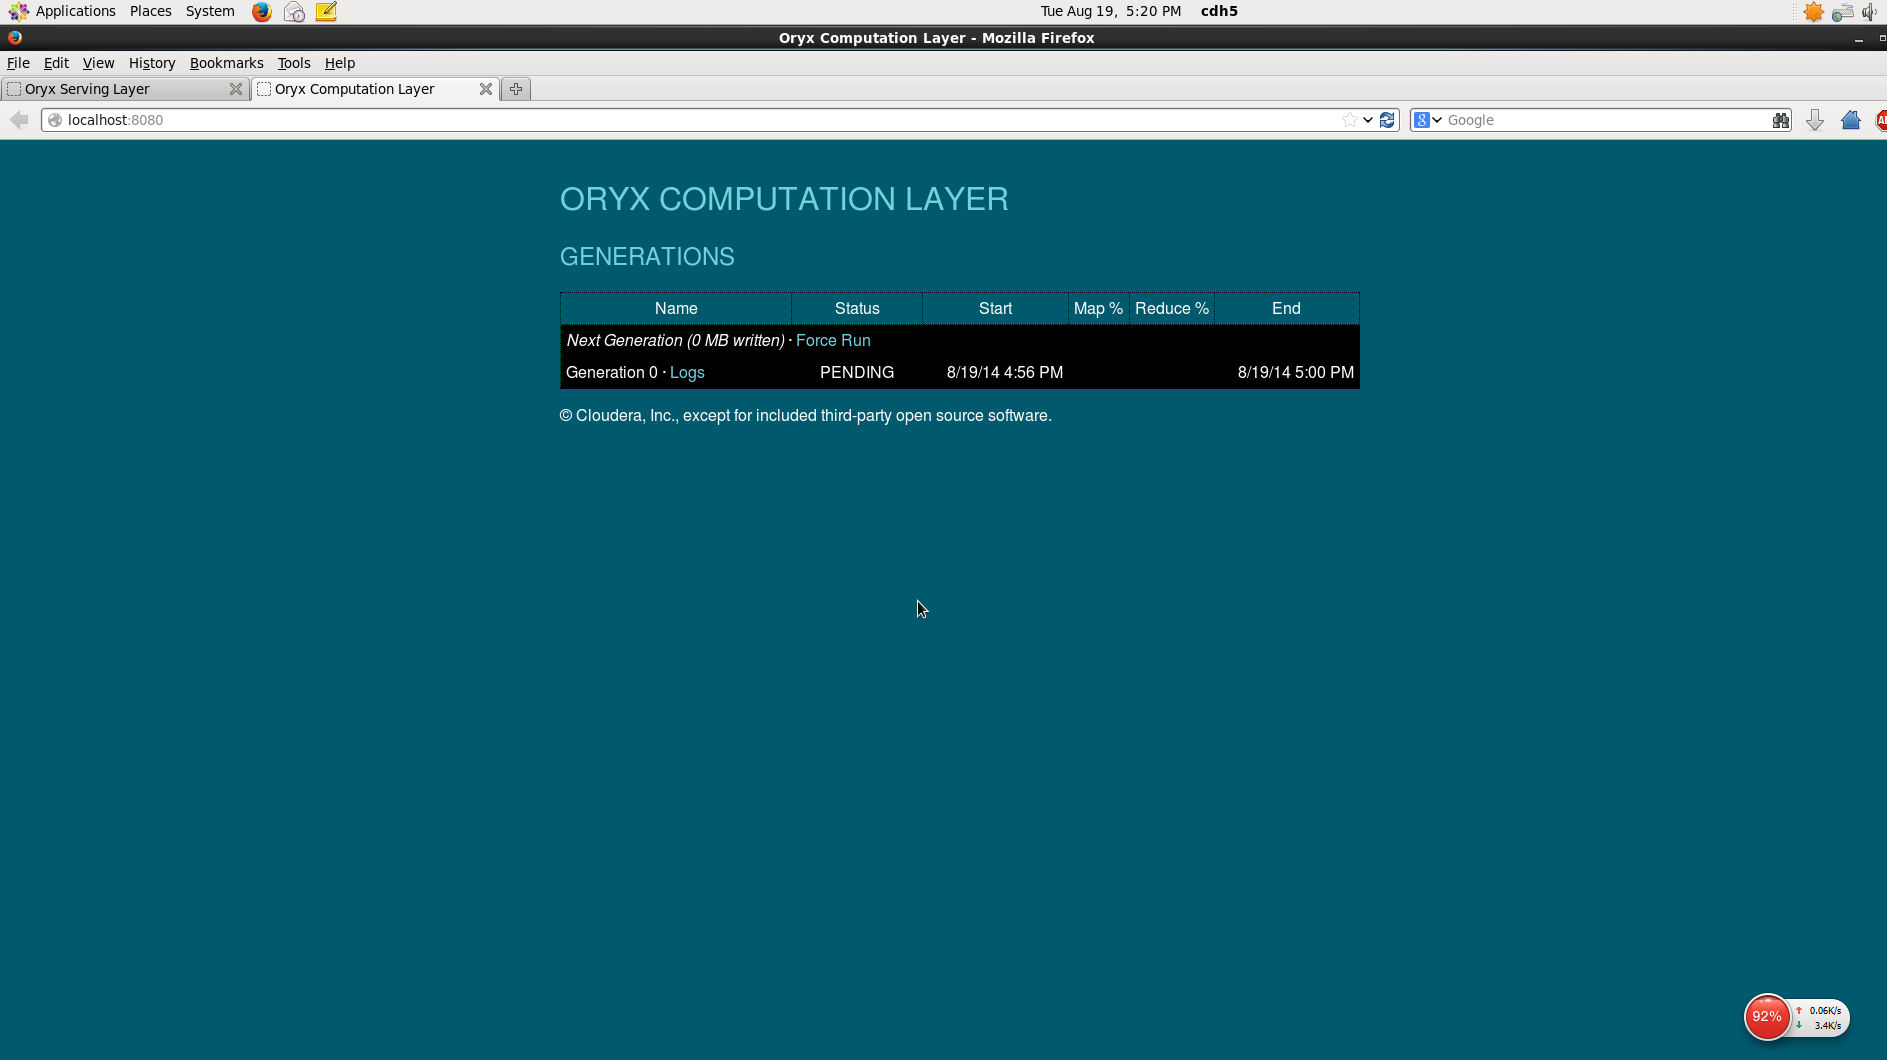 Applications Places System Tue Aug 19, 5:20 PM cdh5
Oryx Computation Layer - Mozilla Firefox
File Edit View History Bookmarks Tools Help
Oryx Serving Layer Oryx Computation Layer
localhost:8080 8 Google
ORYX COMPUTATION LAYER
GENERATIONS
Name Status Start Map % Reduce % End
Next Generation (0 MB written) · Force Run
Generation 0 · Logs PENDING 8/19/14 4:56 PM 8/19/14 5:00 PM
© Cloudera, Inc., except for included third-party open source software.
92% 0.06K/s
3.4K/s